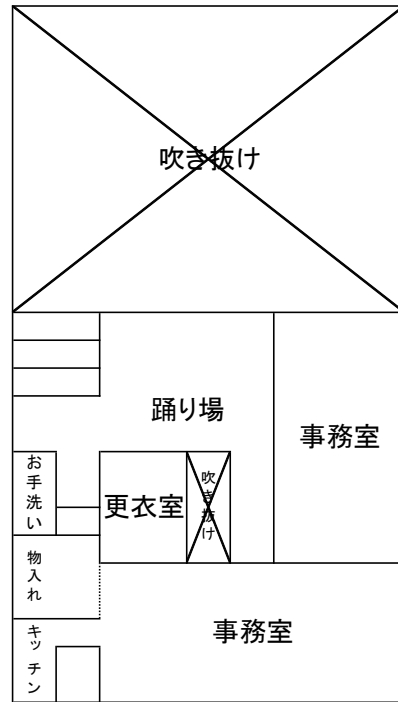 吹き抜け
踊り場
事務室
お手洗い
更衣室
吹き抜け
物入れ
キッチン
事務室